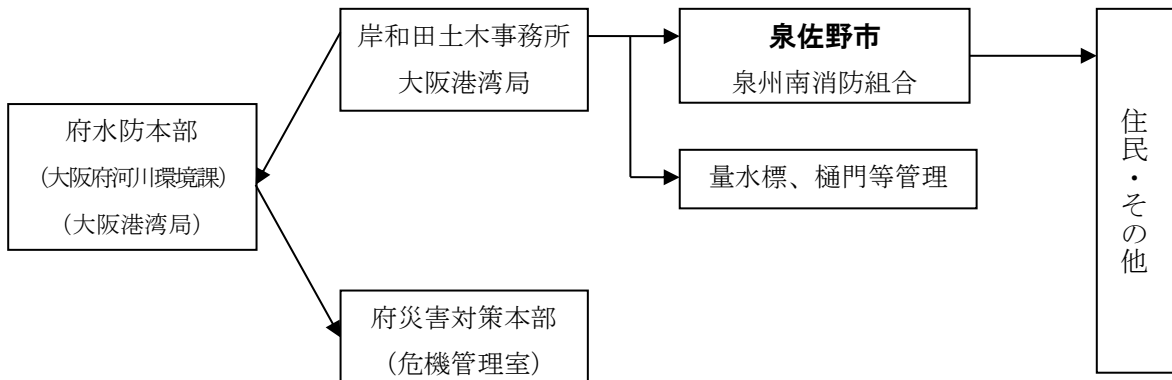 岸和田土木事務所
大阪港湾局
泉佐野市
泉州南消防組合
府水防本部
(大阪府河川環境課)
(大阪港湾局)
量水標、樋門等管理
住民・その他
府災害対策本部
(危機管理室)